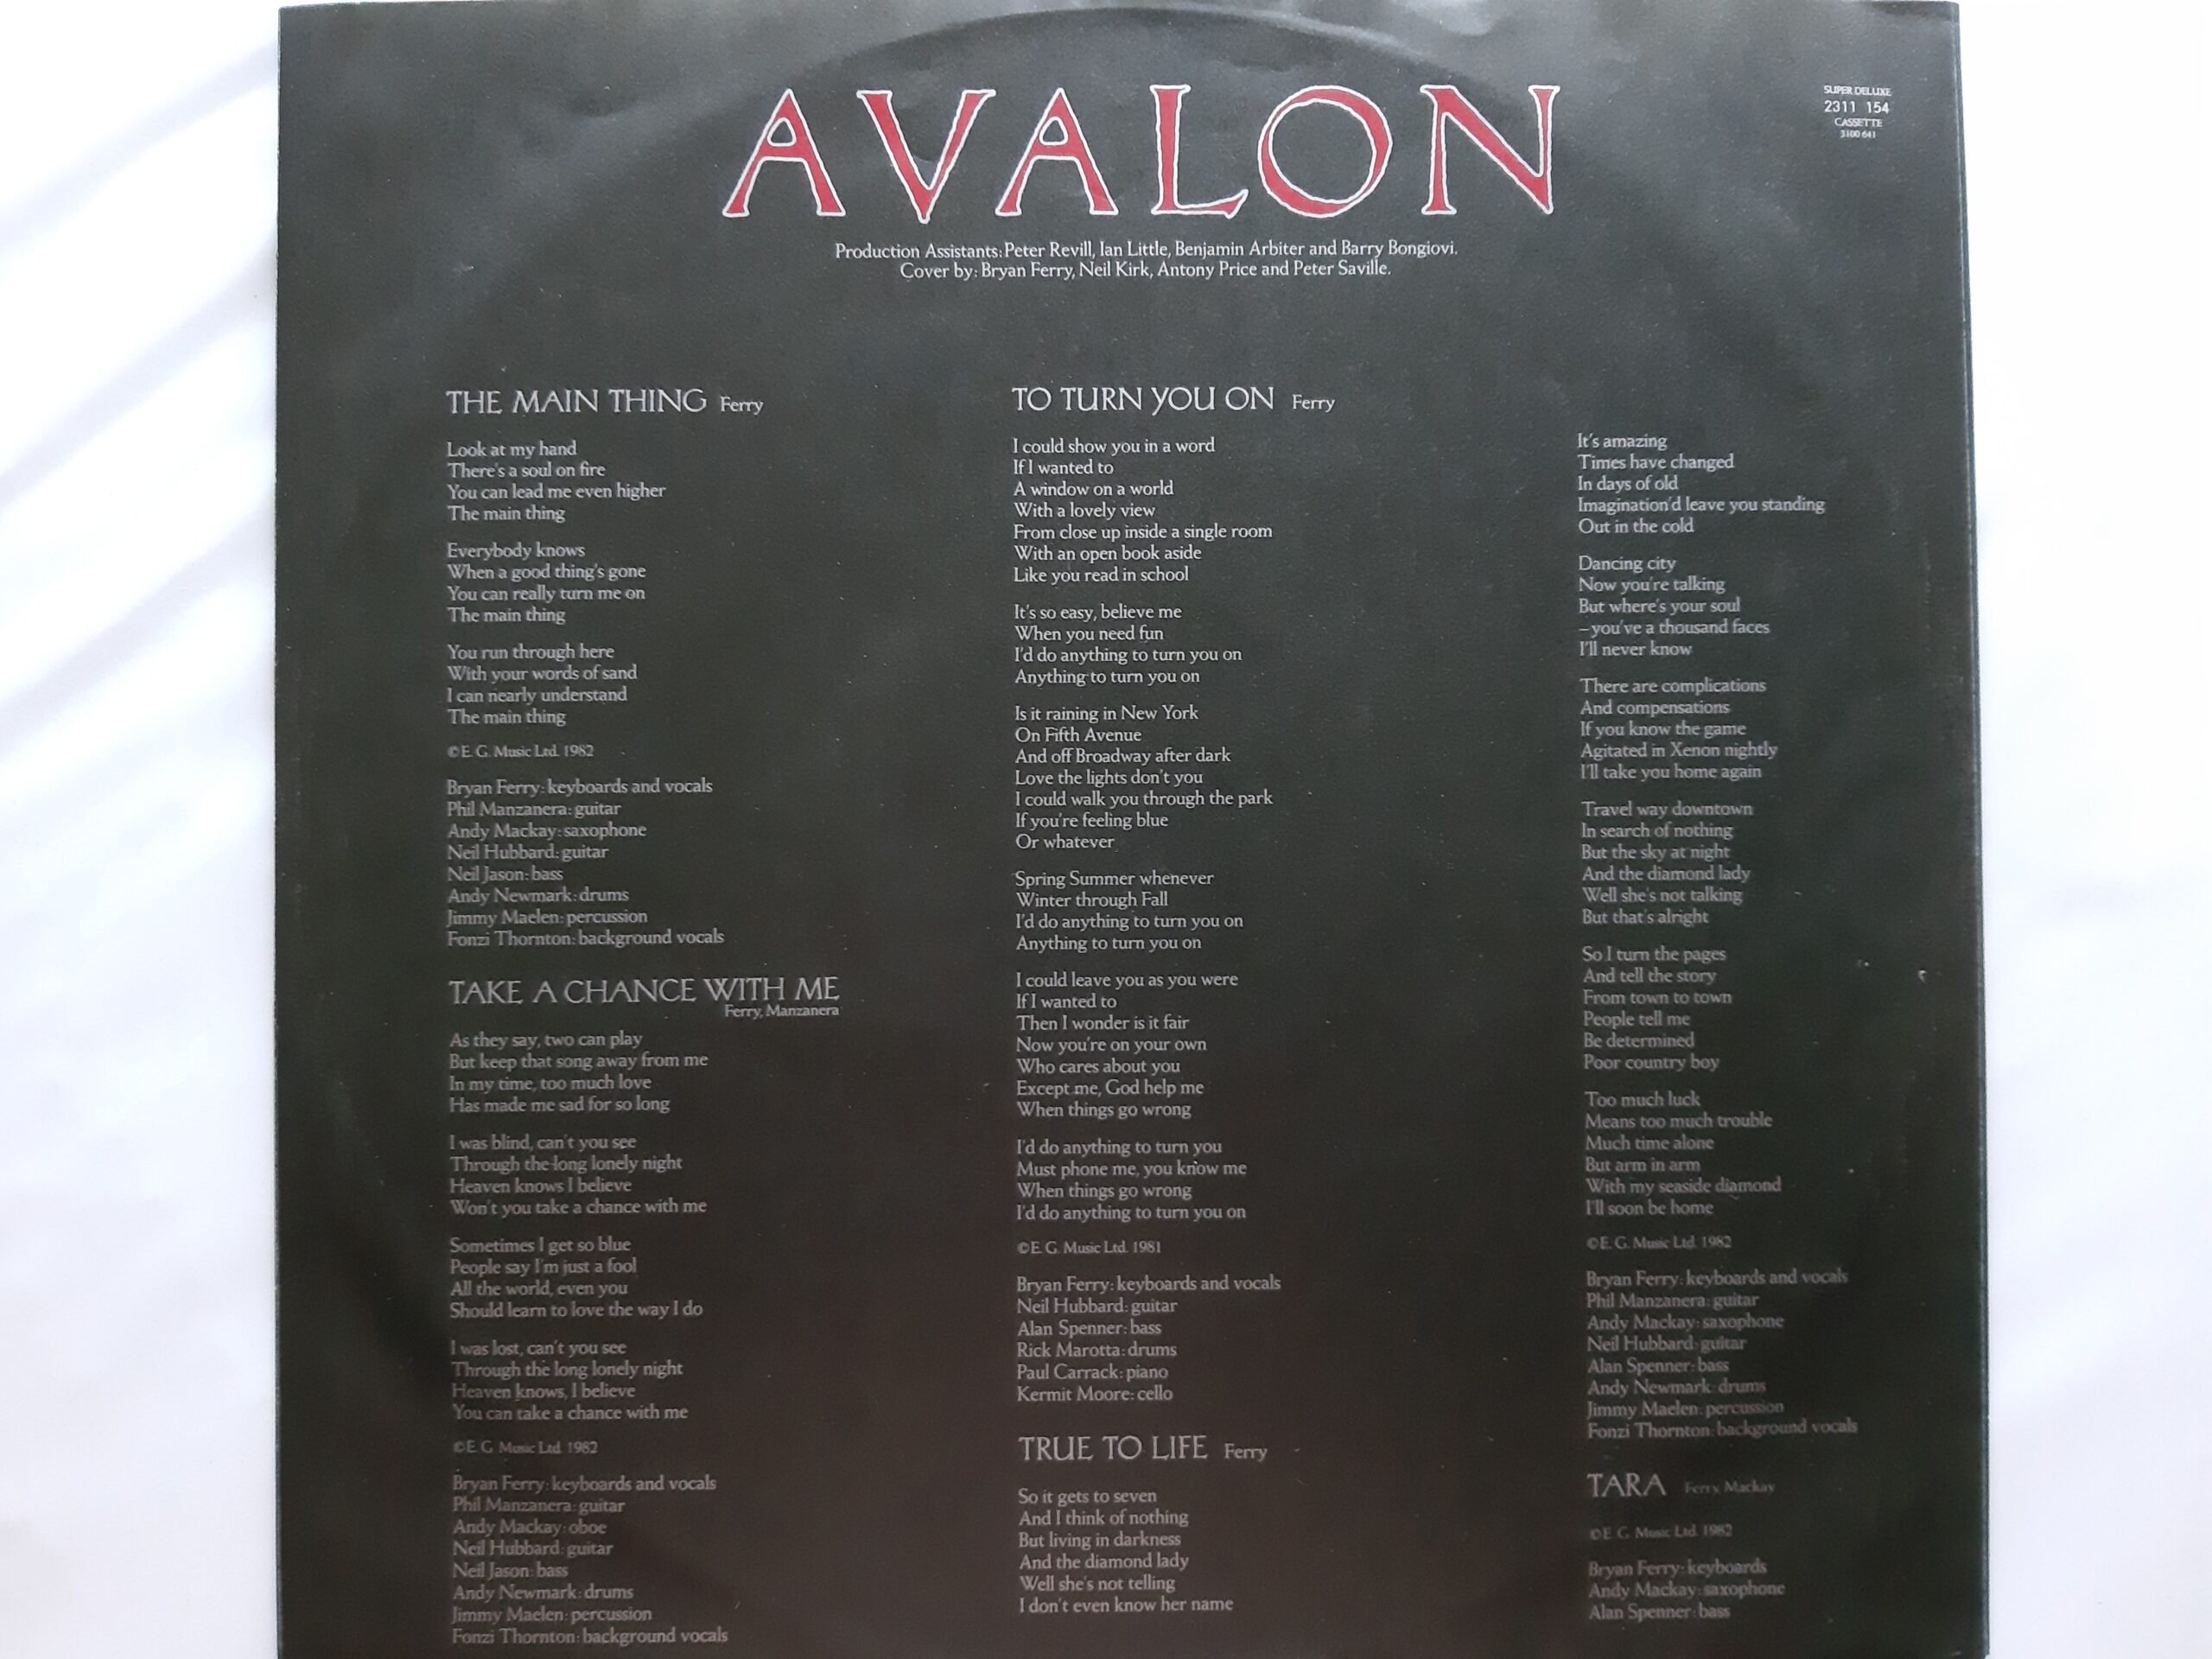 AVALON
SUPER DELUXE
2311 154
CASSETTE
3100 641
Production Assistants: Peter Revill, Ian Little, Benjamin Arbiter and Barry Bongiovi.
Cover by: Bryan Ferry, Neil Kirk, Antony Price and Peter Saville.
THE MAIN THING Ferry
Look at my hand
There's a soul on fire
You can lead me even higher
The main thing
Everybody knows
When a good thing's gone
You can really turn me on
The main thing
You run through here
With your words of sand
I can nearly understand
The main thing
© E. G. Music Ltd. 1982
Bryan Ferry: keyboards and vocals
Phil Manzanera: guitar
Andy Mackay: saxophone
Neil Hubbard: guitar
Neil Jason: bass
Andy Newmark: drums
Jimmy Maelen: percussion
Fonzi Thornton: background vocals
TAKE A CHANCE WITH ME
Ferry, Manzanera
As they say, two can play
But keep that song away from me
In my time, too much love
Has made me sad for so long
I was blind, can't you see
Through the long lonely night
Heaven knows I believe
Won't you take a chance with me
Sometimes I get so blue
People say I'm just a fool
All the world, even you
Should learn to love the way I do
I was lost, can't you see
Through the long lonely night
Heaven knows, I believe
You can take a chance with me
© E. G. Music Ltd. 1982
Bryan Ferry: keyboards and vocals
Phil Manzanera: guitar
Andy Mackay: oboe
Neil Hubbard: guitar
Neil Jason: bass
Andy Newmark: drums
Jimmy Maelen: percussion
Fonzi Thornton: background vocals
TO TURN YOU ON Ferry
I could show you in a word
If I wanted to
A window on a world
With a lovely view
From close up inside a single room
With an open book aside
Like you read in school
It's so easy, believe me
When you need fun
I'd do anything to turn you on
Anything to turn you on
Is it raining in New York
On Fifth Avenue
And off Broadway after dark
Love the lights don't you
I could walk you through the park
If you're feeling blue
Or whatever
Spring Summer whenever
Winter through Fall
I'd do anything to turn you on
Anything to turn you on
I could leave you as you were
If I wanted to
Then I wonder is it fair
Now you're on your own
Who cares about you
Except me, God help me
When things go wrong
I'd do anything to turn you
Must phone me, you know me
When things go wrong
I'd do anything to turn you on
© E. G. Music Ltd. 1981
Bryan Ferry: keyboards and vocals
Neil Hubbard: guitar
Alan Spenner: bass
Rick Marotta: drums
Paul Carrack: piano
Kermit Moore: cello
TRUE TO LIFE Ferry
So it gets to seven
And I think of nothing
But living in darkness
And the diamond lady
Well she's not telling
I don't even know her name
It's amazing
Times have changed
In days of old
Imagination'd leave you standing
Out in the cold
Dancing city
Now you're talking
But where's your soul
– you've a thousand faces
I'll never know
There are complications
And compensations
If you know the game
Agitated in Xenon nightly
I'll take you home again
Travel way downtown
In search of nothing
But the sky at night
And the diamond lady
Well she's not talking
But that's alright
So I turn the pages
And tell the story
From town to town
People tell me
Be determined
Poor country boy
Too much luck
Means too much trouble
Much time alone
But arm in arm
With my seaside diamond
I'll soon be home
© E. G. Music Ltd. 1982
Bryan Ferry: keyboards and vocals
Phil Manzanera: guitar
Andy Mackay: saxophone
Neil Hubbard: guitar
Alan Spenner: bass
Andy Newmark: drums
Jimmy Maelen: percussion
Fonzi Thornton: background vocals
TARA Ferry, Mackay
© E. G. Music Ltd. 1982
Bryan Ferry: keyboards
Andy Mackay: saxophone
Alan Spenner: bass